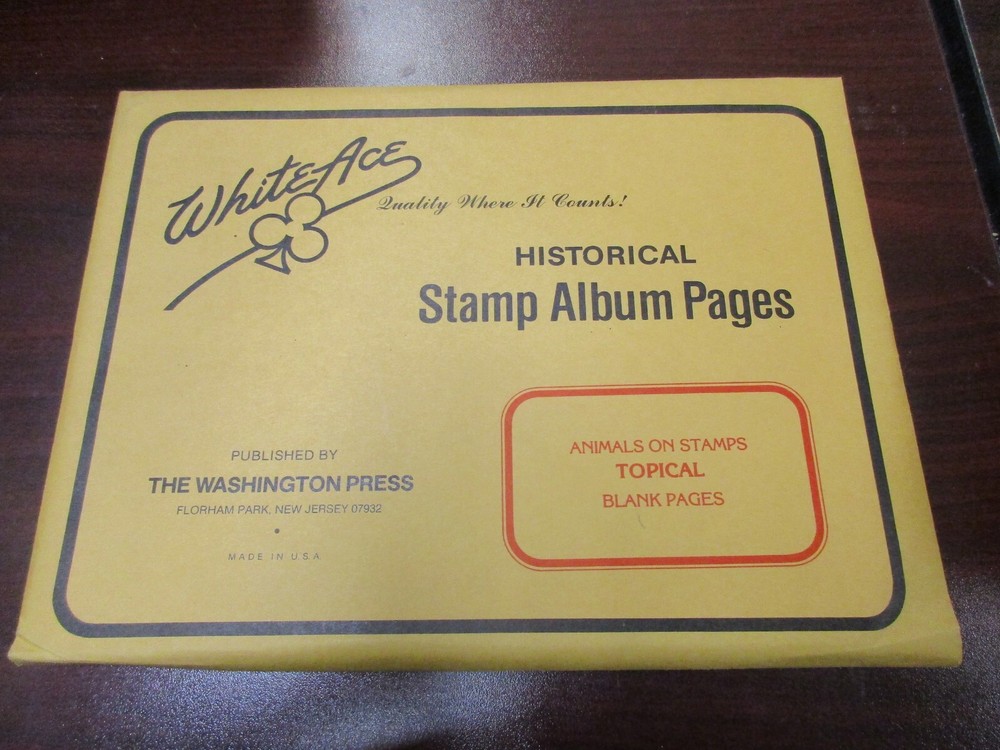 White Ace
Quality Where It Counts!
HISTORICAL
Stamp Album Pages
PUBLISHED BY
THE WASHINGTON PRESS
FLORHAM PARK, NEW JERSEY 07932
•
MADE IN U.S.A.
ANIMALS ON STAMPS
TOPICAL
BLANK PAGES